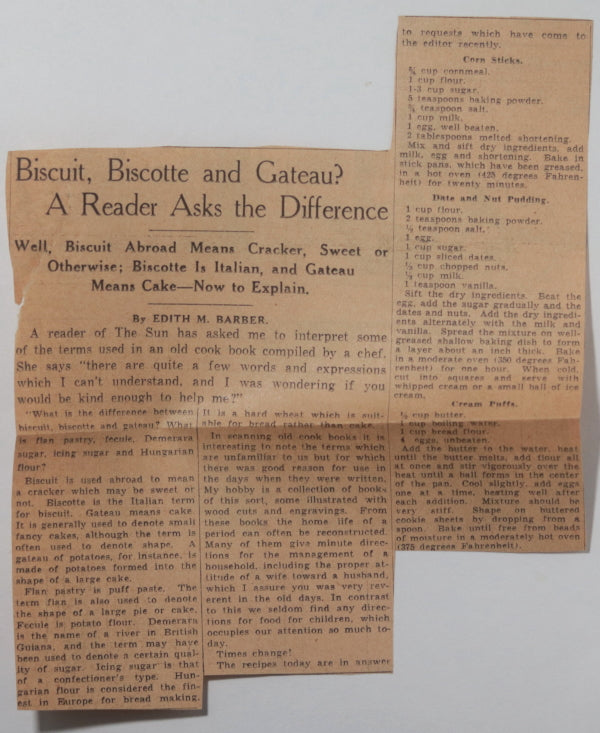 Biscuit, Biscotte and Gateau?
A Reader Asks the Difference
Well, Biscuit Abroad Means Cracker, Sweet or
Otherwise; Biscotte Is Italian, and Gateau
Means Cake—Now to Explain.
By EDITH M. BARBER.
A reader of The Sun has asked me to interpret some
of the terms used in an old cook book compiled by a chef.
She says "there are quite a few words and expressions
which I can't understand, and I was wondering if you
would be kind enough to help me?"
"What is the difference between
biscuit, biscotte and gateau? What
is flan pastry, fecule, Demerara
sugar, icing sugar and Hungarian
flour?
Biscuit is used abroad to mean
a cracker which may be sweet or
not. Biscotte is the Italian term
for biscuit. Gateau means cake.
It is generally used to denote small
fancy cakes, although the term is
often used to denote shape. A
gateau of potatoes, for instance, is
made of potatoes formed into the
shape of a large cake.
Flan pastry is puff paste. The
term flan is also used to denote
the shape of a large pie or cake.
Fecule is potato flour. Demerara
is the name of a river in British
Guiana, and the term may have
been used to denote a certain qual-
ity of sugar. Icing sugar is that
of a confectioner's type. Hun-
garian flour is considered the fin-
est in Europe for bread making.
It is a hard wheat which is suit-
able for bread rather than cake.
In scanning old cook books it is
interesting to note the terms which
are unfamiliar to us but for which
there was good reason for use in
the days when they were written.
My hobby is a collection of books
of this sort, some illustrated with
wood cuts and engravings. From
these books the home life of a
period can often be reconstructed.
Many of them give minute direc-
tions for the management of a
household, including the proper at-
titude of a wife toward a husband,
which I assure you was very rev-
erent in the old days. In contrast
to this we seldom find any direc-
tions for food for children, which
occupies our attention so much to-
day.
Times change!
The recipes today are in answer
to requests which have come to
the editor recently.
Corn Sticks.
¾ cup cornmeal.
1 cup flour.
1-3 cup sugar.
5 teaspoons baking powder.
¾ teaspoon salt.
1 cup milk.
1 egg, well beaten.
2 tablespoons melted shortening.
Mix and sift dry ingredients, add
milk, egg and shortening. Bake in
stick pans, which have been greased,
in a hot oven (425 degrees Fahren-
heit) for twenty minutes.
Date and Nut Pudding.
1 cup flour.
2 teaspoons baking powder.
½ teaspoon salt.
1 egg.
1 cup sugar.
1 cup sliced dates.
½ cup chopped nuts.
½ cup milk.
1 teaspoon vanilla.
Sift the dry ingredients. Beat the
egg, add the sugar gradually and the
dates and nuts. Add the dry ingredi-
ents alternately with the milk and
vanilla. Spread the mixture on well-
greased shallow baking dish to form
a layer about an inch thick. Bake
in a moderate oven (350 degrees Fah-
renheit) for one hour. When cold,
cut into squares and serve with
whipped cream or a small ball of ice
cream.
Cream Puffs.
cup butter.
1 cup boiling water.
1 cup bread flour.
4 eggs, unbeaten.
Add the butter to the water, heat
until the butter melts, add flour all
at once and stir vigorously over the
heat until a ball forms in the center
of the pan. Cool slightly, add eggs
one at a time, beating well after
each addition. Mixture should be
very stiff. Shape on buttered
cookie sheets by dropping from a
spoon. Bake until free from beads
of moisture in a moderately hot oven
(375 degrees Fahrenheit).